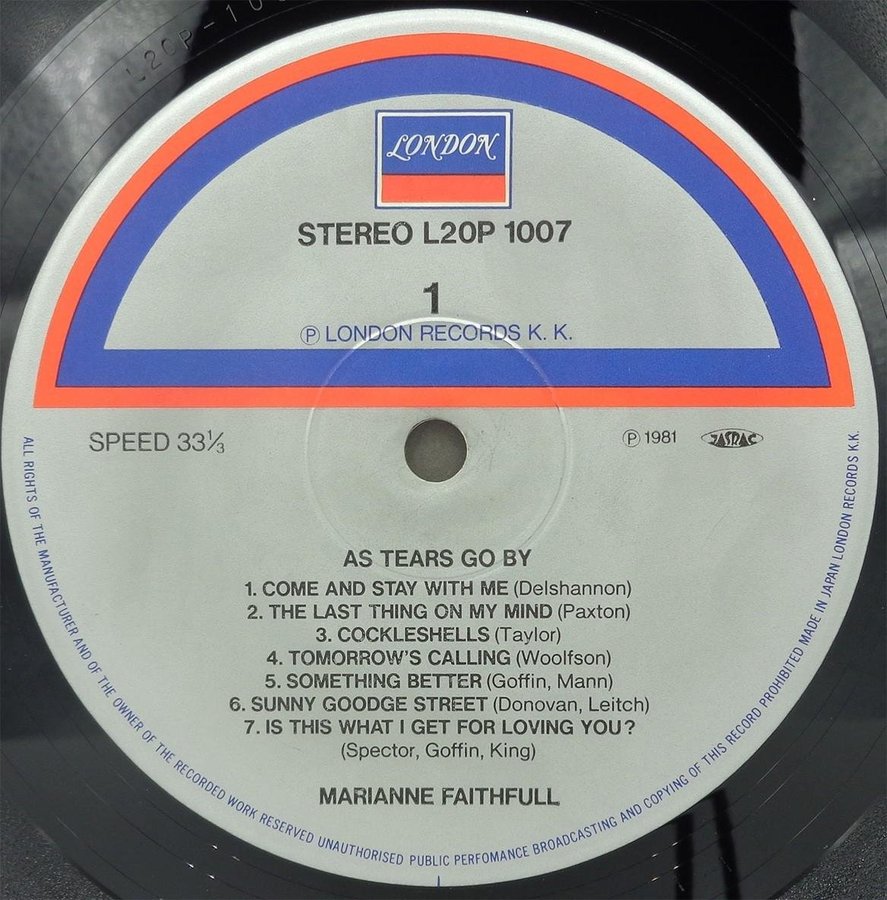 L20P-100
LONDON
STEREO L20P 1007
1
Ⓟ LONDON RECORDS K. K.
SPEED 33⅓
Ⓟ 1981 JASRAC
AS TEARS GO BY
1. COME AND STAY WITH ME (Delshannon)
2. THE LAST THING ON MY MIND (Paxton)
3. COCKLESHELLS (Taylor)
4. TOMORROW'S CALLING (Woolfson)
5. SOMETHING BETTER (Goffin, Mann)
6. SUNNY GOODGE STREET (Donovan, Leitch)
7. IS THIS WHAT I GET FOR LOVING YOU?
(Spector, Goffin, King)
MARIANNE FAITHFULL
ALL RIGHTS OF THE MANUFACTURER AND OF THE OWNER OF THE RECORDED WORK RESERVED UNAUTHORISED PUBLIC PERFOMANCE BROADCASTING AND COPYING OF THIS RECORD PROHIBITED MADE IN JAPAN LONDON RECORDS K.K.